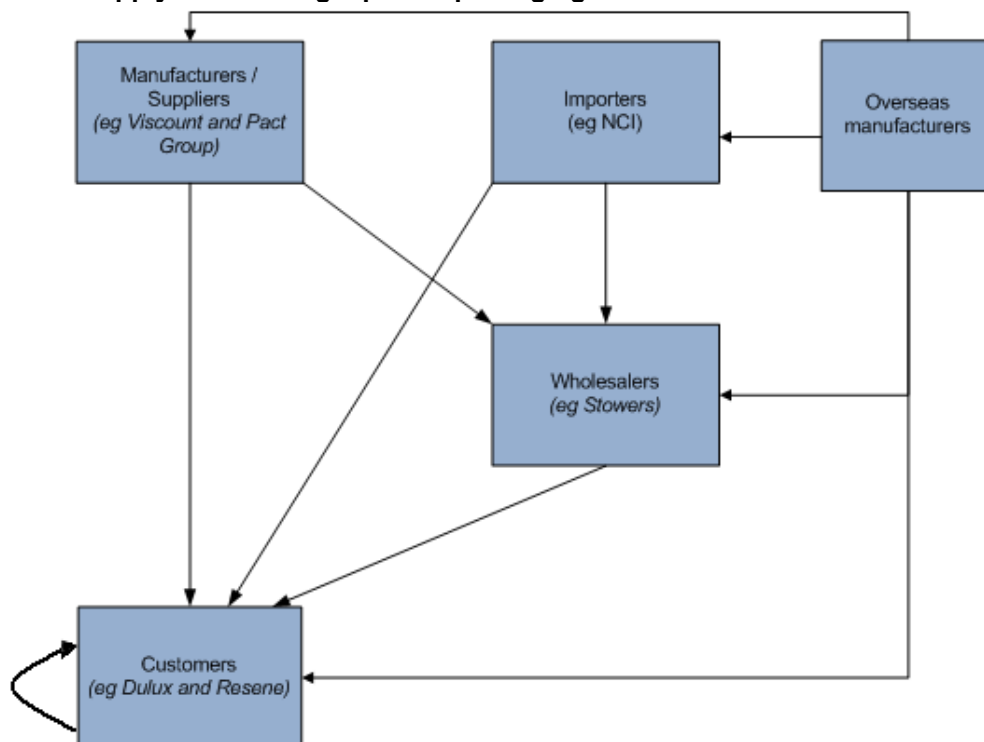 Manufacturers /
Suppliers
(eg Viscount and Pact
Group)
Importers
(eg NCI)
Overseas
manufacturers
Wholesalers
(eg Stowers)
Customers
(eg Dulux and Resene)